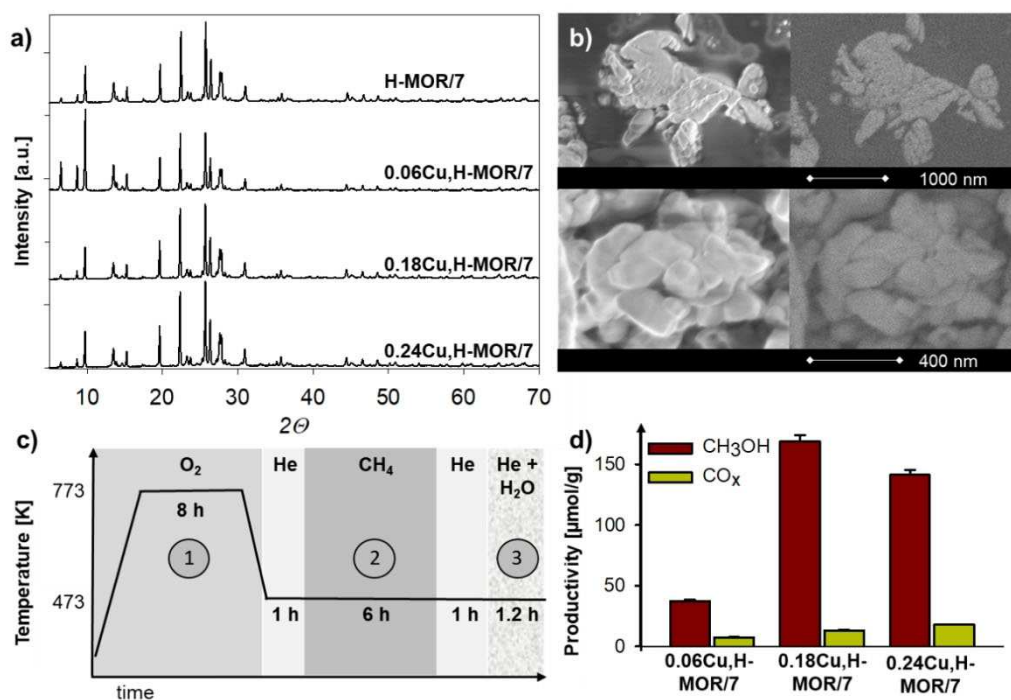 a)
Intensity [a.u.]
H-MOR/7
0.06Cu,H-MOR/7
0.18Cu,H-MOR/7
0.24Cu,H-MOR/7
10 20 30 40 50 60 70
2Θ
b)
1000 nm
400 nm
c)
Temperature [K]
773
473
O2 He CH4 He He +
H2O
8 h
1 2 3
1 h 6 h 1 h 1.2 h
time
d)
Productivity [µmol/g]
150
100
50
0
CH3OH
COX
0.06Cu,H- 0.18Cu,H- 0.24Cu,H-
MOR/7 MOR/7 MOR/7